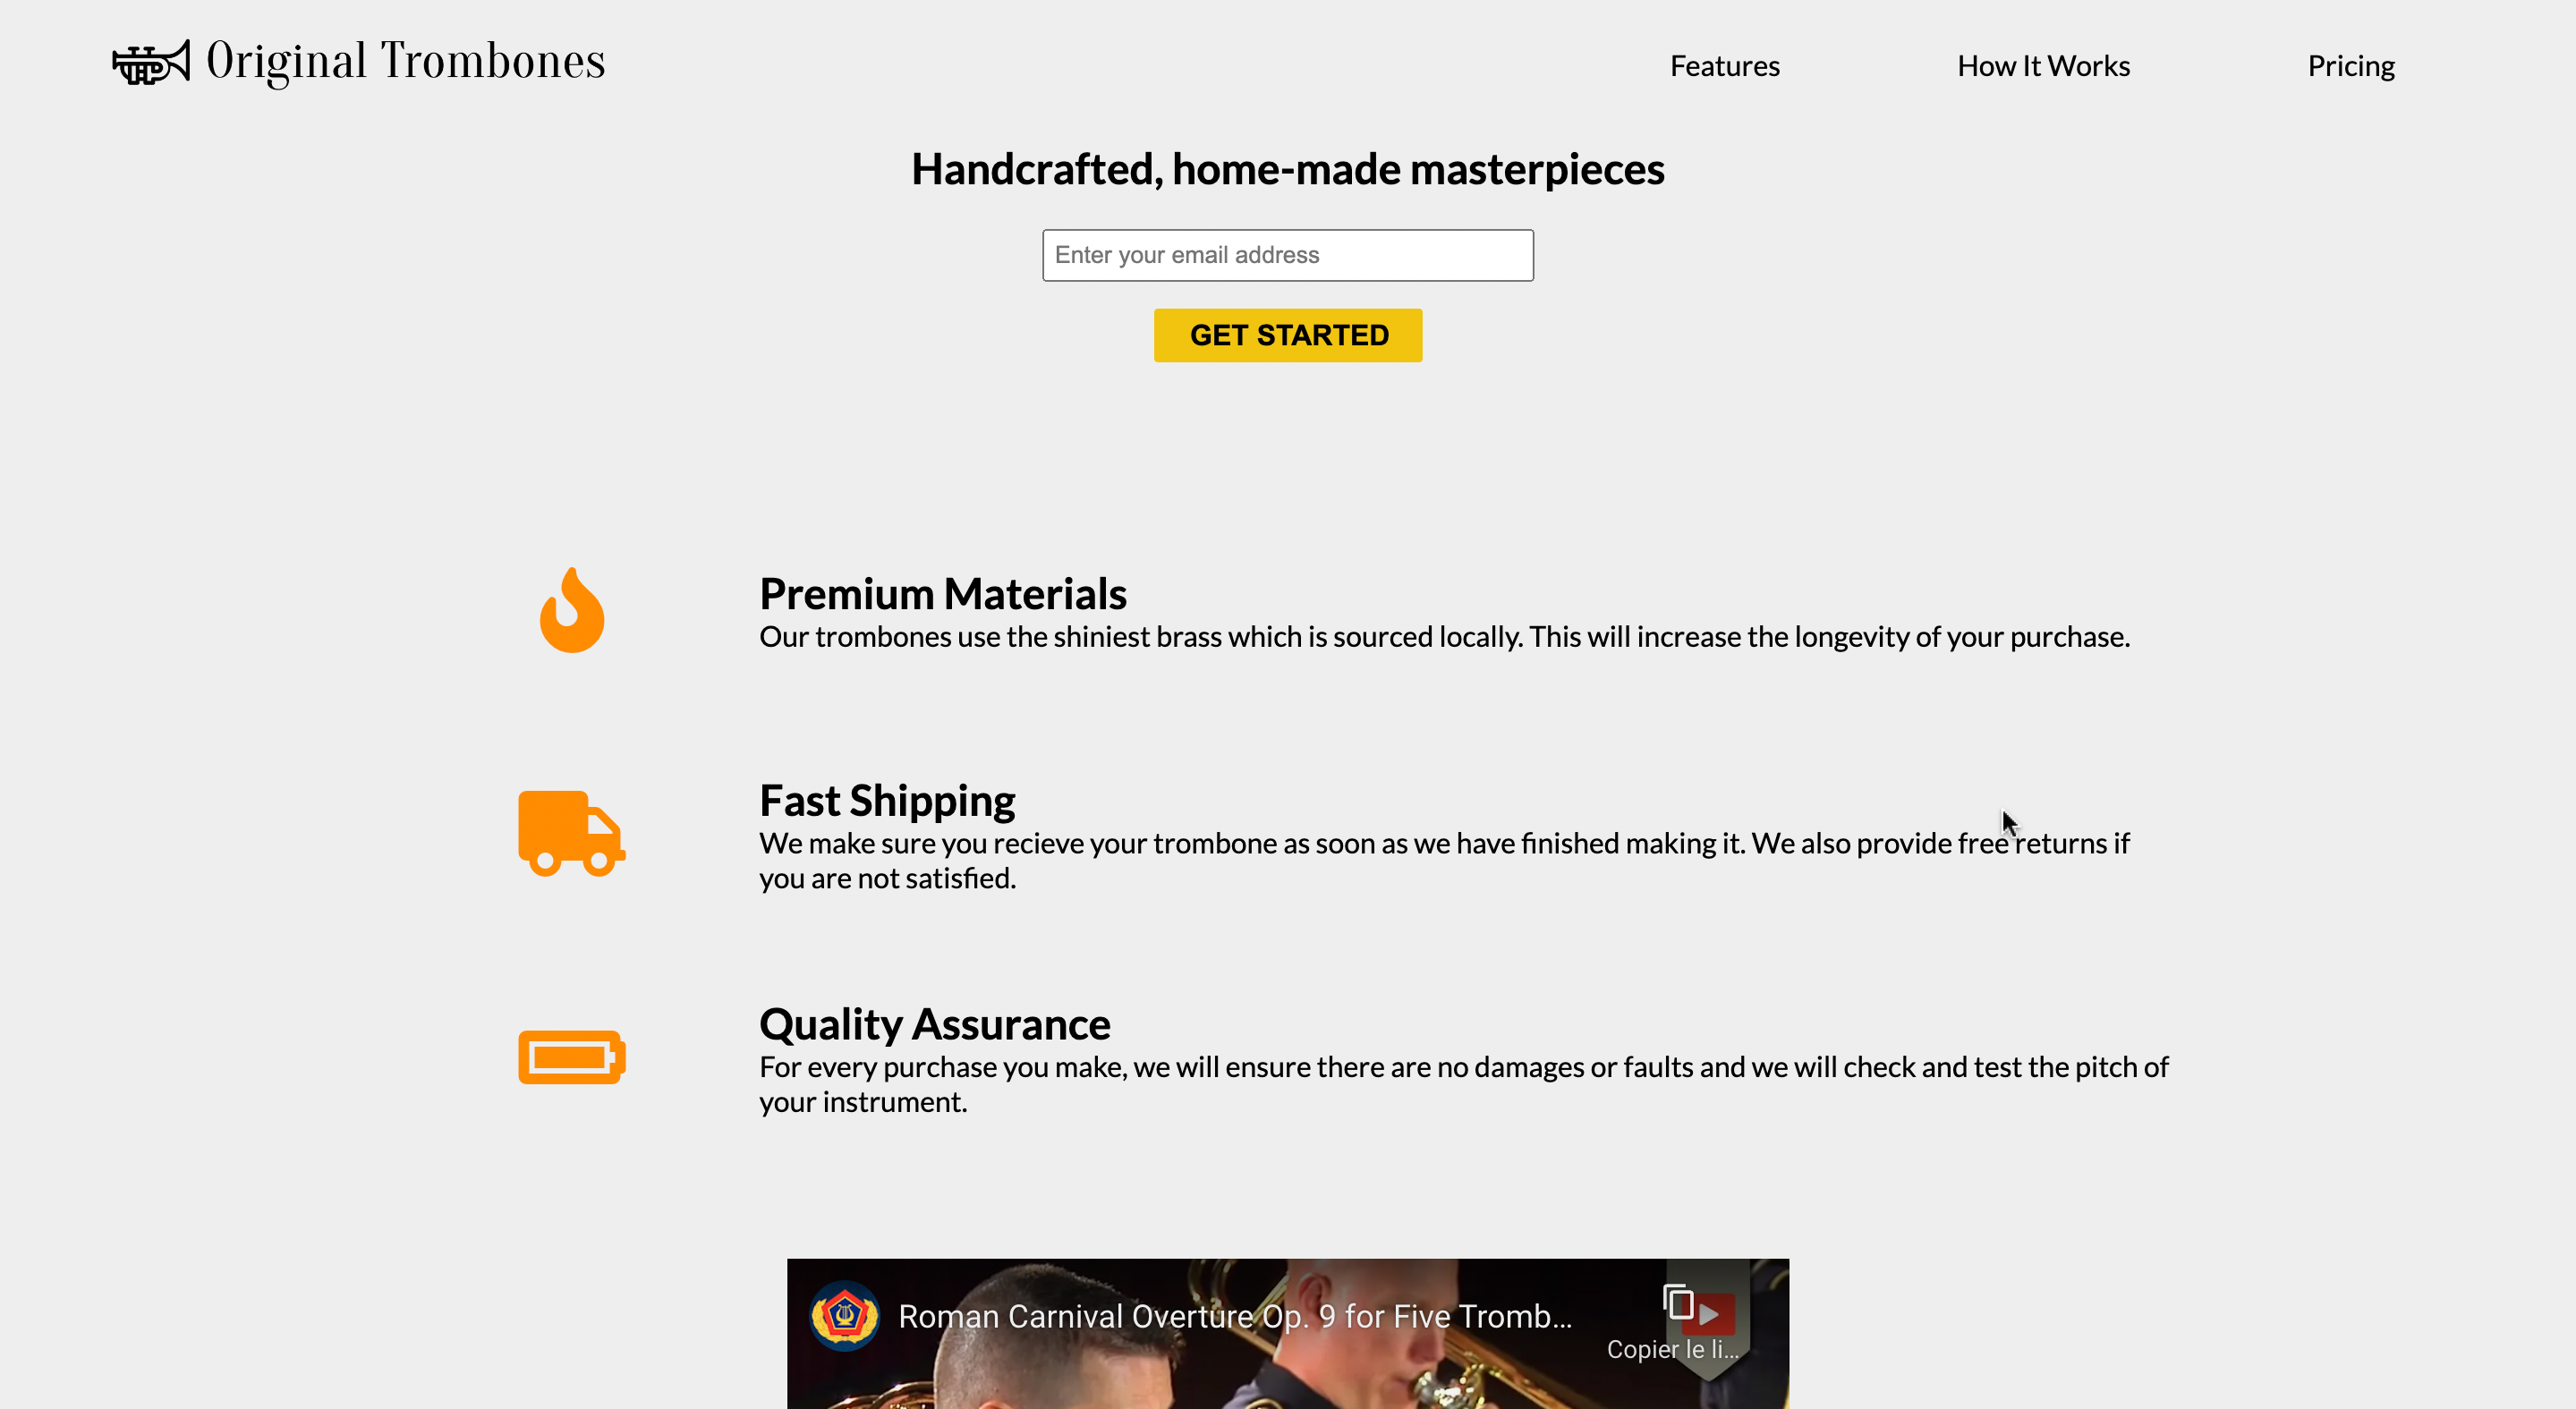 Original Trombones
Features
How It Works
Pricing
Handcrafted, home-made masterpieces
Enter your email address
GET STARTED
Premium Materials
Our trombones use the shiniest brass which is sourced locally. This will increase the longevity of your purchase.
Fast Shipping
We make sure you recieve your trombone as soon as we have finished making it. We also provide free returns if
you are not satisfied.
Quality Assurance
For every purchase you make, we will ensure there are no damages or faults and we will check and test the pitch of
your instrument.
Roman Carnival Overture Op. 9 for Five Tromb...
Copier le li...